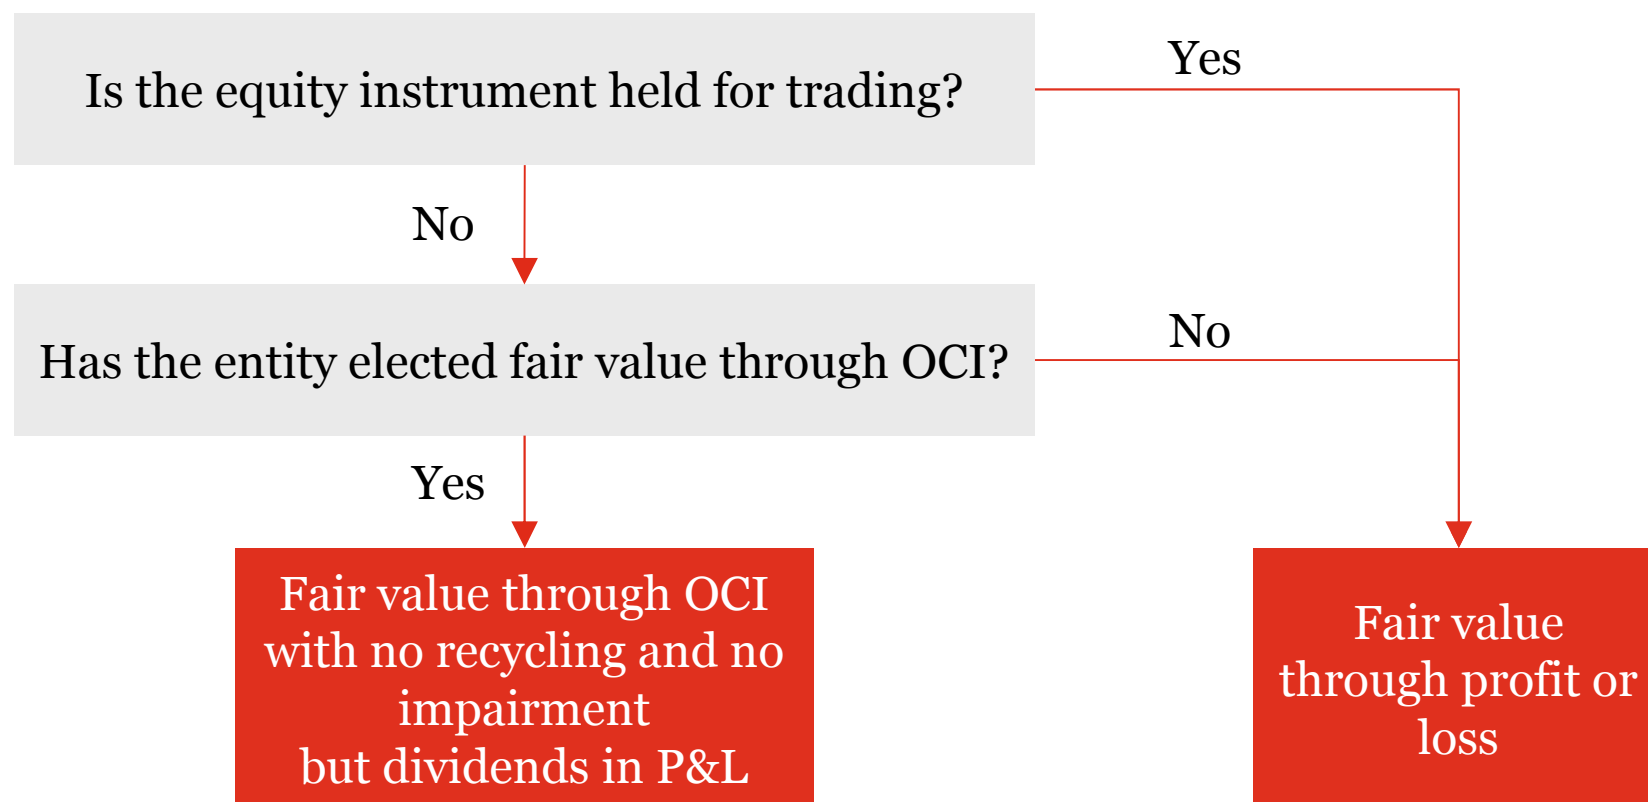 Is the equity instrument held for trading?
Yes
No
Has the entity elected fair value through OCI?
No
Yes
Fair value through OCI
with no recycling and no
impairment
but dividends in P&L
Fair value
through profit or
loss